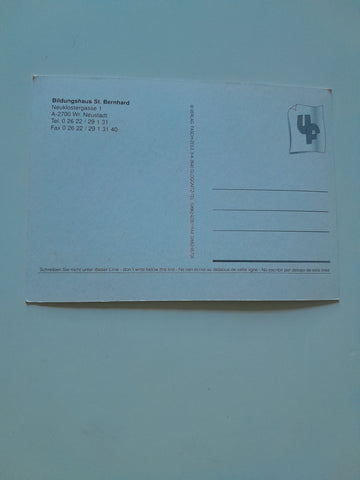 Bildungshaus St. Bernhard
Neuklostergasse 1
A-2700 Wr. Neustadt
Tel. 0 26 22 / 29 1 31
Fax 0 26 22 / 29 1 31 40
Schreiben Sie nicht unter dieser Linie - don't write below this line - Ne pas écrire au dessous de cette ligne - No escribir por debajo de esta línea